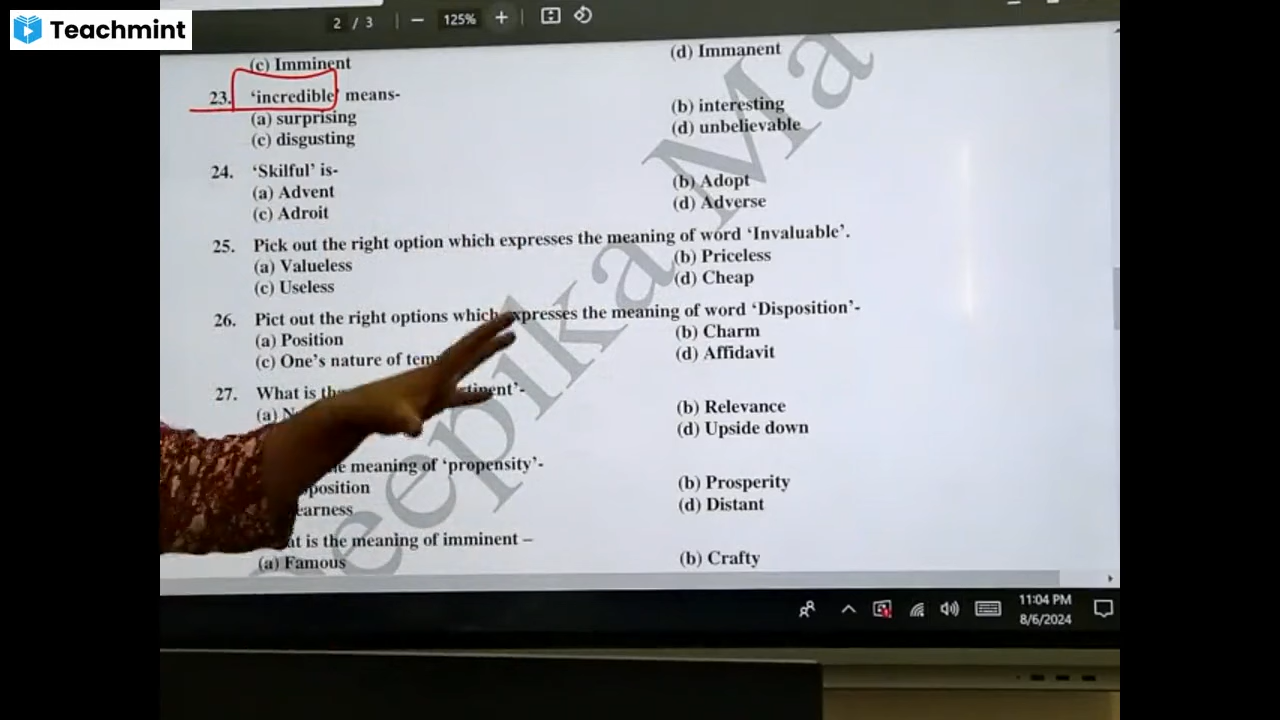 Teachmint
2 / 3 125%
(c) Imminent (d) Immanent
23. ‘incredible’ means-
(a) surprising (b) interesting
(c) disgusting (d) unbelievable
24. ‘Skilful’ is-
(a) Advent (b) Adopt
(c) Adroit (d) Adverse
25. Pick out the right option which expresses the meaning of word ‘Invaluable’.
(a) Valueless (b) Priceless
(c) Useless (d) Cheap
26. Pict out the right options which expresses the meaning of word ‘Disposition’-
(a) Position (b) Charm
(c) One’s nature of (d) Affidavit
27. What is
(a) (b) Relevance
(d) Upside down
meaning of ‘propensity’-
(b) Prosperity
(d) Distant
is the meaning of imminent –
(a) Famous (b) Crafty
Deepika Ma
11:04 PM
8/6/2024